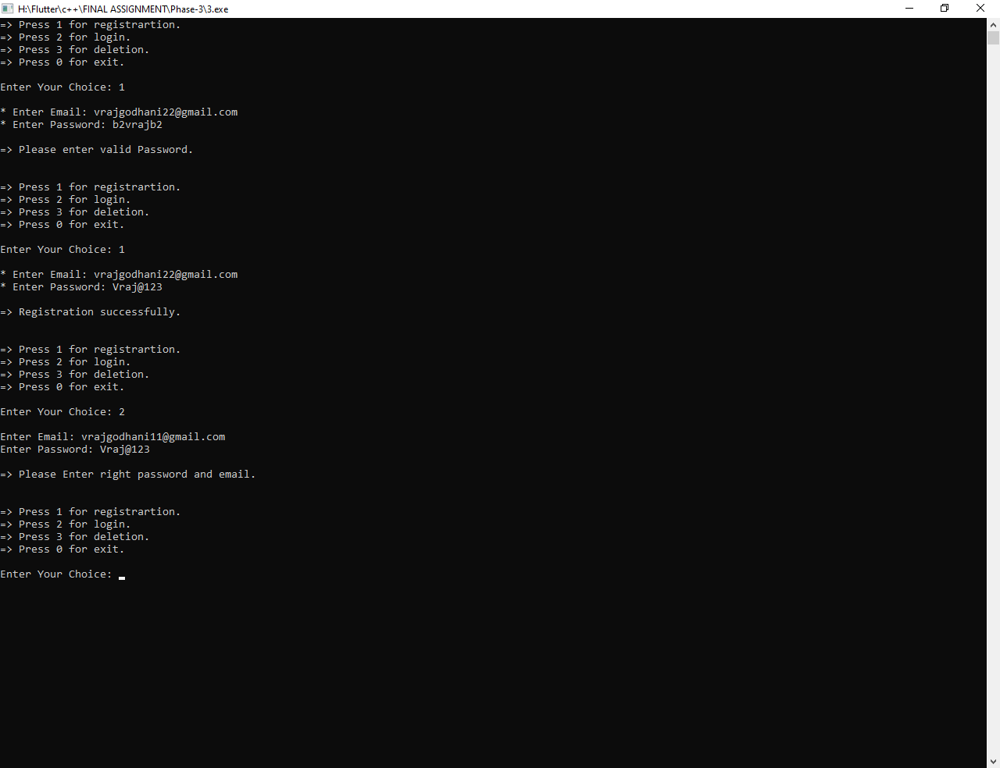 H:\Flutter\c++\FINAL ASSIGNMENT\Phase-3\3.exe
=> Press 1 for registrartion.
=> Press 2 for login.
=> Press 3 for deletion.
=> Press 0 for exit.
Enter Your Choice: 1
* Enter Email: vrajgodhani22@gmail.com
* Enter Password: b2vrajb2
=> Please enter valid Password.
=> Press 1 for registrartion.
=> Press 2 for login.
=> Press 3 for deletion.
=> Press 0 for exit.
Enter Your Choice: 1
* Enter Email: vrajgodhani22@gmail.com
* Enter Password: Vraj@123
=> Registration successfully.
=> Press 1 for registrartion.
=> Press 2 for login.
=> Press 3 for deletion.
=> Press 0 for exit.
Enter Your Choice: 2
Enter Email: vrajgodhani11@gmail.com
Enter Password: Vraj@123
=> Please Enter right password and email.
=> Press 1 for registrartion.
=> Press 2 for login.
=> Press 3 for deletion.
=> Press 0 for exit.
Enter Your Choice: